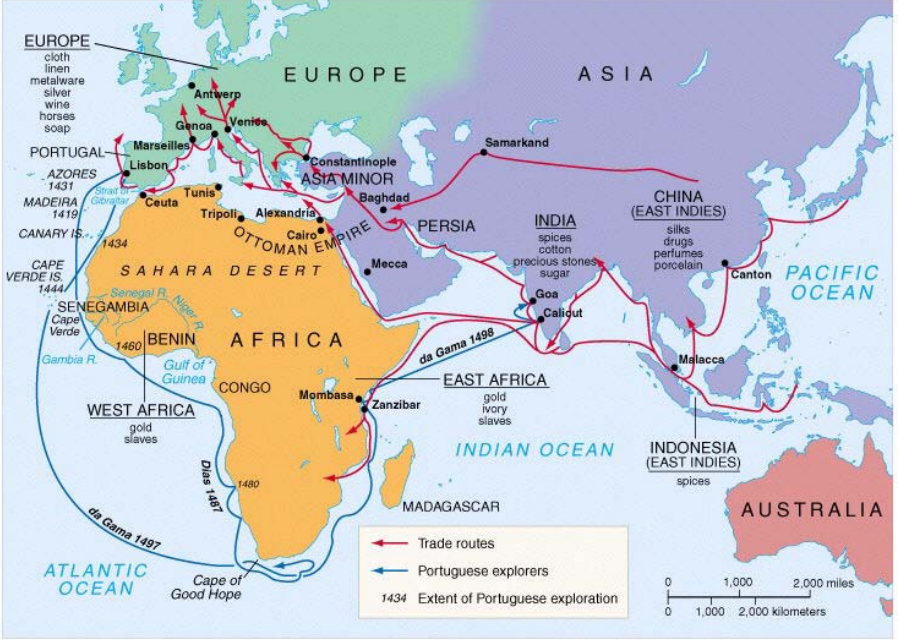 EUROPE
cloth
linen
metalware
silver
wine
horses
soap
EUROPE
ASIA
Antwerp
Genoa
Venice
Marseilles
PORTUGAL
Lisbon
Constantinople
ASIA MINOR
Samarkand
AZORES
1431
MADEIRA
1419
CANARY IS.
Strait of
Gibraltar
Ceuta
Tunis
Tripoli
Alexandria
Cairo
OTTOMAN EMPIRE
Baghdad
PERSIA
Mecca
INDIA
spices
cotton
precious stones
sugar
CHINA
(EAST INDIES)
silks
drugs
perfumes
porcelain
Canton
PACIFIC
OCEAN
1434
CAPE
VERDE IS.
1444
SAHARA DESERT
Senegal R.
SENEGAMBIA
Niger R.
Cape
Verde
Gambia R.
1460
BENIN
AFRICA
Gulf of
Guinea
CONGO
WEST AFRICA
gold
slaves
Goa
Calicut
da Gama 1498
Malacca
EAST AFRICA
gold
ivory
slaves
Mombasa
Zanzibar
INDIAN OCEAN
INDONESIA
(EAST INDIES)
spices
MADAGASCAR
AUSTRALIA
1480
Dias 1487
da Gama 1497
ATLANTIC
OCEAN
Cape of
Good Hope
Trade routes
Portuguese explorers
1434 Extent of Portuguese exploration
0 1,000 2,000 miles
0 1,000 2,000 kilometers